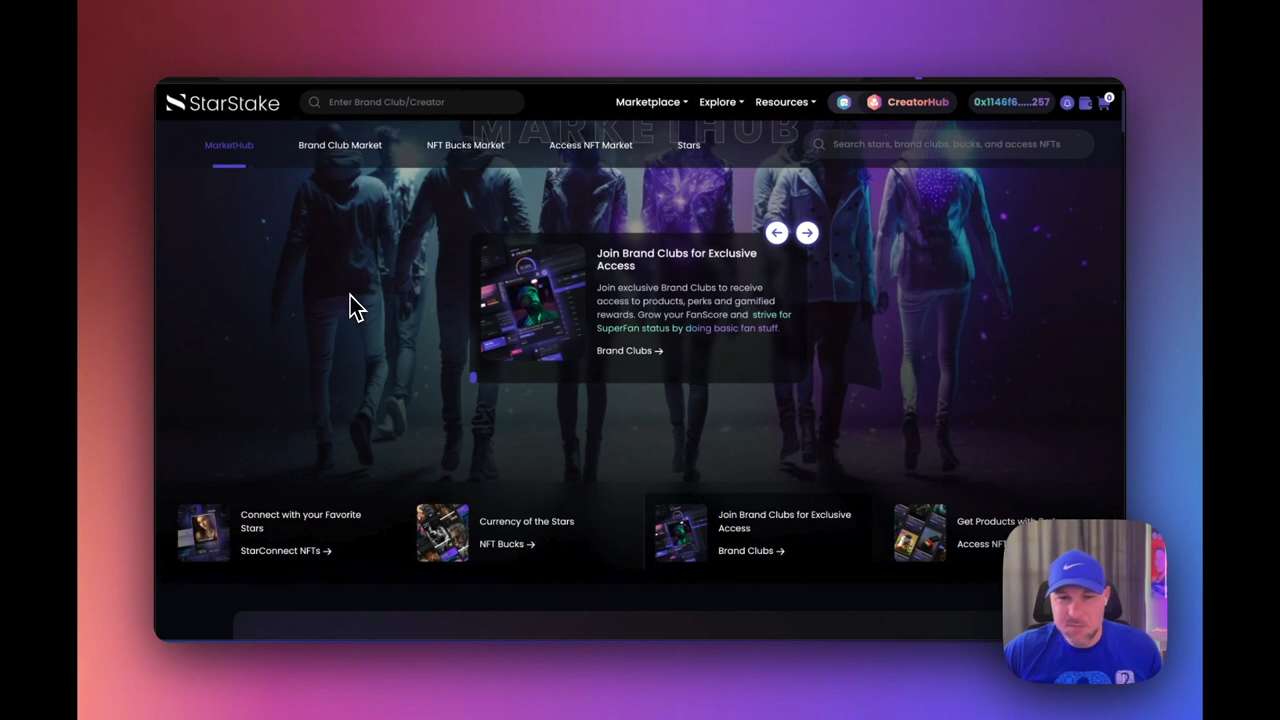 StarStake
Enter Brand Club/Creator
Marketplace
Explore
Resources
CreatorHub
0x1146f6.....257
0
MARKETHUB
MarketHub
Brand Club Market
NFT Bucks Market
Access NFT Market
Stars
Search stars, brand clubs, bucks, and access NFTs
Join Brand Clubs for Exclusive
Access
Join exclusive Brand Clubs to receive
access to products, perks and gamified
rewards. Grow your FanScore and strive for
SuperFan status by doing basic fan stuff.
Brand Clubs →
Connect with your Favorite
Stars
StarConnect NFTs →
Currency of the Stars
NFT Bucks →
Join Brand Clubs for Exclusive
Access
Brand Clubs →
Get Products with
Access